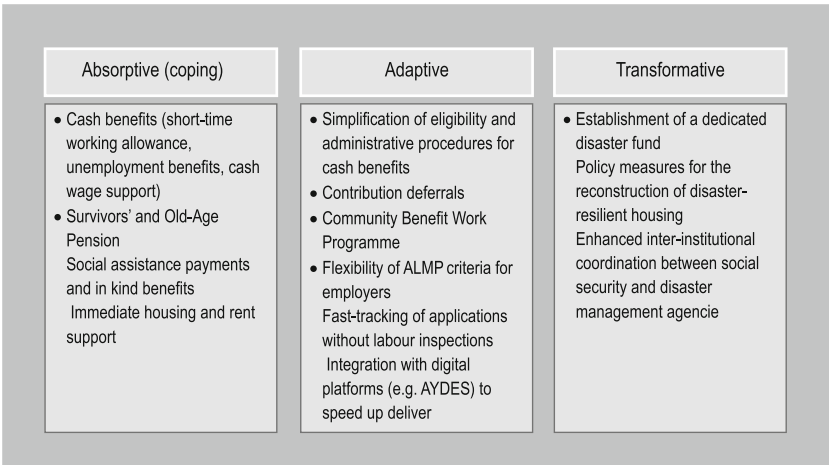 Absorptive (coping)
• Cash benefits (short-time
working allowance,
unemployment benefits, cash
wage support)
• Survivors’ and Old-Age
Pension
Social assistance payments
and in kind benefits
Immediate housing and rent
support
Adaptive
• Simplification of eligibility and
administrative procedures for
cash benefits
• Contribution deferrals
• Community Benefit Work
Programme
• Flexibility of ALMP criteria for
employers
Fast-tracking of applications
without labour inspections
Integration with digital
platforms (e.g. AYDES) to
speed up deliver
Transformative
• Establishment of a dedicated
disaster fund
Policy measures for the
reconstruction of disaster-
resilient housing
Enhanced inter-institutional
coordination between social
security and disaster
management agencie